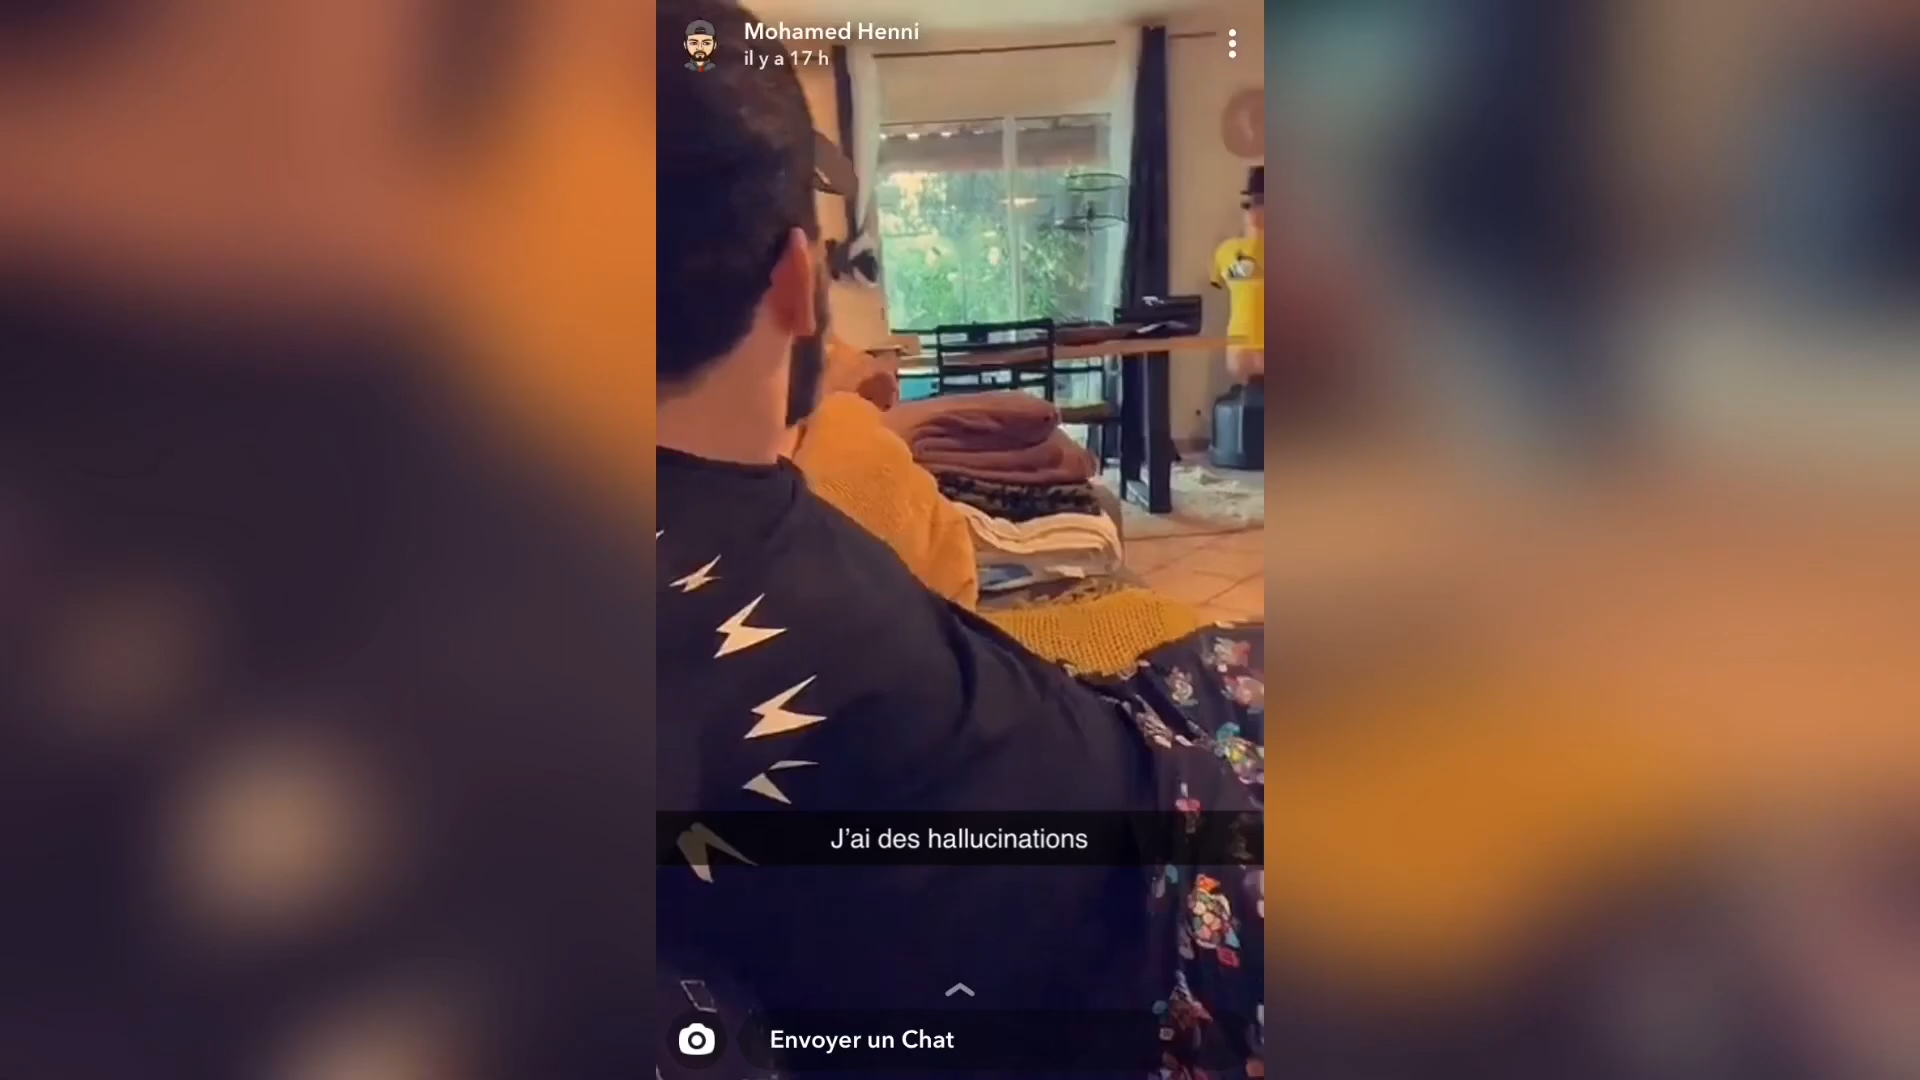 Mohamed Henni
il y a 17 h
J'ai des hallucinations
Envoyer un Chat